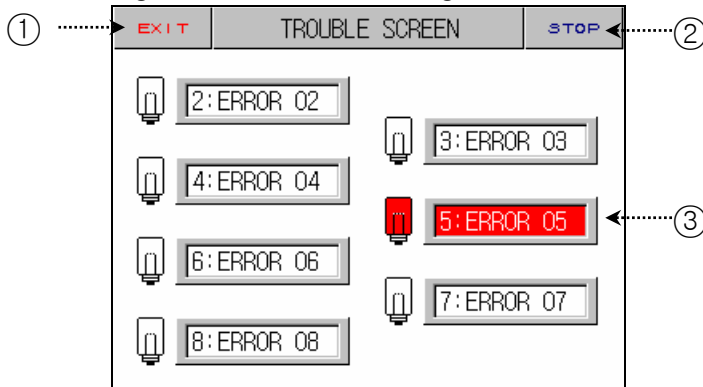 ① EXIT TROUBLE SCREEN STOP ②
2:ERROR 02
3:ERROR 03
4:ERROR 04
5:ERROR 05 ③
6:ERROR 06
7:ERROR 07
8:ERROR 08